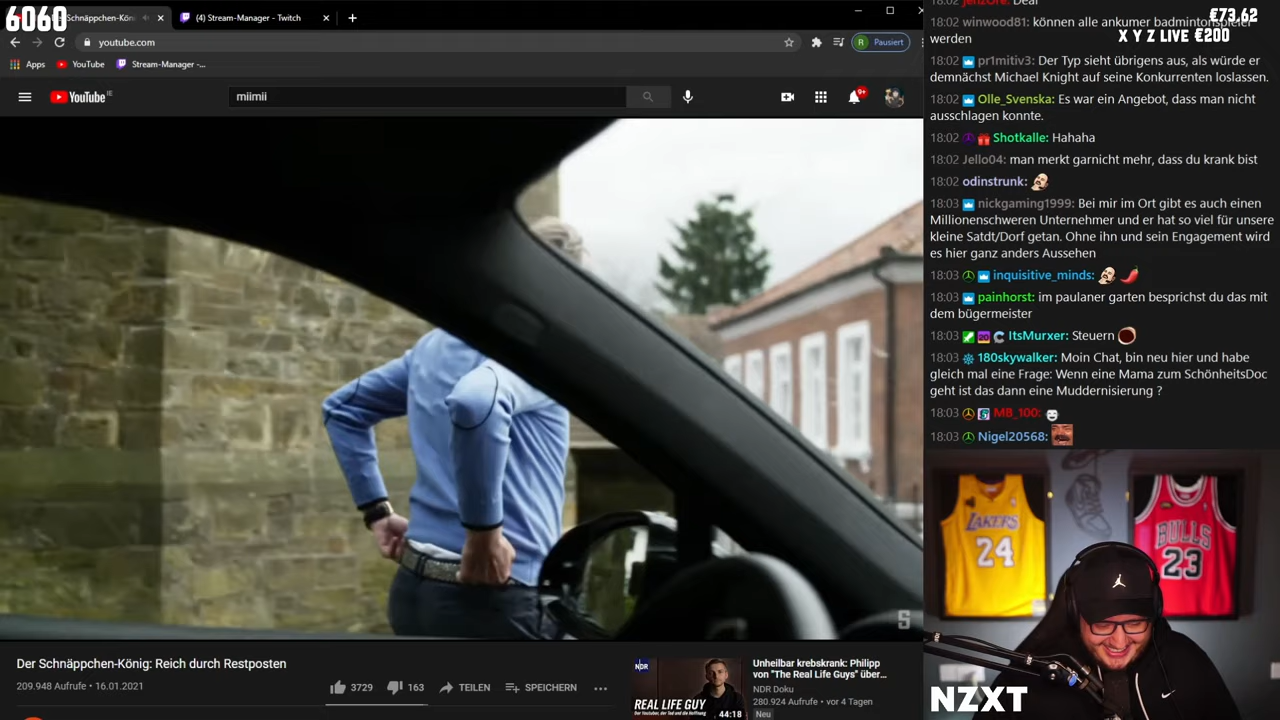 6060
Der Schnäppchen-Köni
(4) Stream-Manager - Twitch
youtube.com
Pausiert
Apps
YouTube
Stream-Manager -...
YouTube IE
miimii
9+
€73.62
X Y Z LIVE €200
18:02 winwood81: können alle ankumer badmintonspieler
werden
18:02 pr1mitiv3: Der Typ sieht übrigens aus, als würde er
demnächst Michael Knight auf seine Konkurrenten loslassen.
18:02 Olle_Svenska: Es war ein Angebot, dass man nicht
ausschlagen konnte.
18:02 Shotkalle: Hahaha
18:02 Jello04: man merkt garnicht mehr, dass du krank bist
18:02 odinstrunk:
18:03 nickgaming1999: Bei mir im Ort gibt es auch einen
Millionenschweren Unternehmer und er hat so viel für unsere
kleine Satdt/Dorf getan. Ohne ihn und sein Engagement wird
es hier ganz anders Aussehen
18:03 inquisitive_minds:
18:03 painhorst: im paulaner garten besprichst du das mit
dem bügermeister
18:03 ItsMurxer: Steuern
18:03 180skywalker: Moin Chat, bin neu hier und habe
gleich mal eine Frage: Wenn eine Mama zum SchönheitsDoc
geht ist das dann eine Muddernisierung ?
18:03 MB_100:
18:03 Nigel20568:
LAKERS
24
BULLS
23
NZXT
Der Schnäppchen-König: Reich durch Restposten
209.948 Aufrufe • 16.01.2021
3729
163
TEILEN
SPEICHERN
NDR
REAL LIFE GUY
44:18
Unheilbar krebskrank: Philipp
von "The Real Life Guys" über...
NDR Doku
280.924 Aufrufe • vor 4 Tagen
Neu